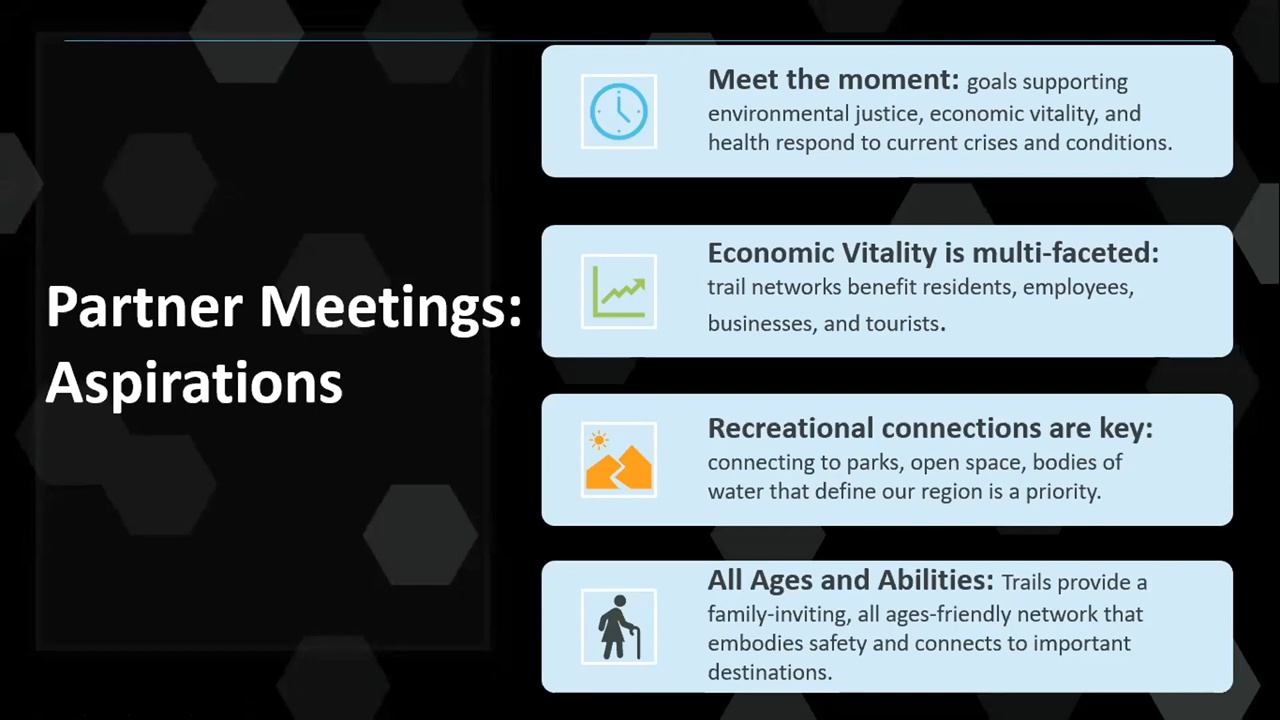 Partner Meetings:
Aspirations
Meet the moment: goals supporting
environmental justice, economic vitality, and
health respond to current crises and conditions.
Economic Vitality is multi-faceted:
trail networks benefit residents, employees,
businesses, and tourists.
Recreational connections are key:
connecting to parks, open space, bodies of
water that define our region is a priority.
All Ages and Abilities: Trails provide a
family-inviting, all ages-friendly network that
embodies safety and connects to important
destinations.